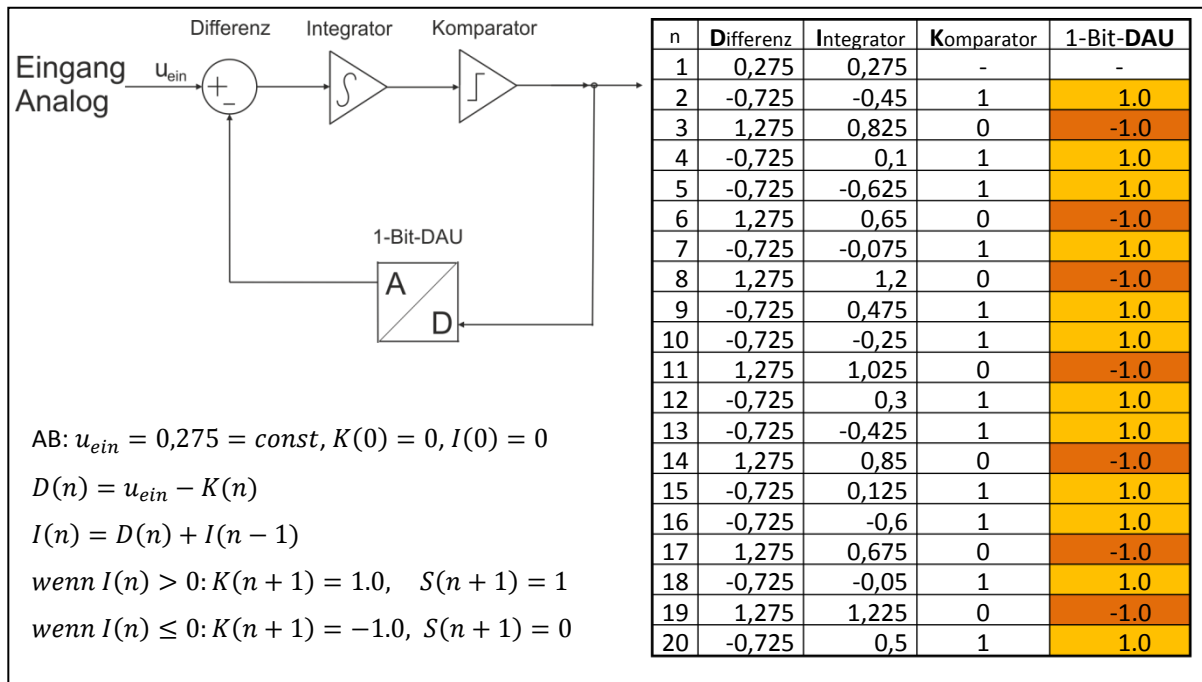 Differenz Integrator Komparator
Eingang
Analog
u_ein
+
−
∫
1-Bit-DAU
A
D
AB: u_ein = 0,275 = const, K(0) = 0, I(0) = 0
D(n) = u_ein − K(n)
I(n) = D(n) + I(n − 1)
wenn I(n) > 0: K(n + 1) = 1.0, S(n + 1) = 1
wenn I(n) ≤ 0: K(n + 1) = −1.0, S(n + 1) = 0
n Differenz Integrator Komparator 1-Bit-DAU
1 0,275 0,275 - -
2 -0,725 -0,45 1 1.0
3 1,275 0,825 0 -1.0
4 -0,725 0,1 1 1.0
5 -0,725 -0,625 1 1.0
6 1,275 0,65 0 -1.0
7 -0,725 -0,075 1 1.0
8 1,275 1,2 0 -1.0
9 -0,725 0,475 1 1.0
10 -0,725 -0,25 1 1.0
11 1,275 1,025 0 -1.0
12 -0,725 0,3 1 1.0
13 -0,725 -0,425 1 1.0
14 1,275 0,85 0 -1.0
15 -0,725 0,125 1 1.0
16 -0,725 -0,6 1 1.0
17 1,275 0,675 0 -1.0
18 -0,725 -0,05 1 1.0
19 1,275 1,225 0 -1.0
20 -0,725 0,5 1 1.0